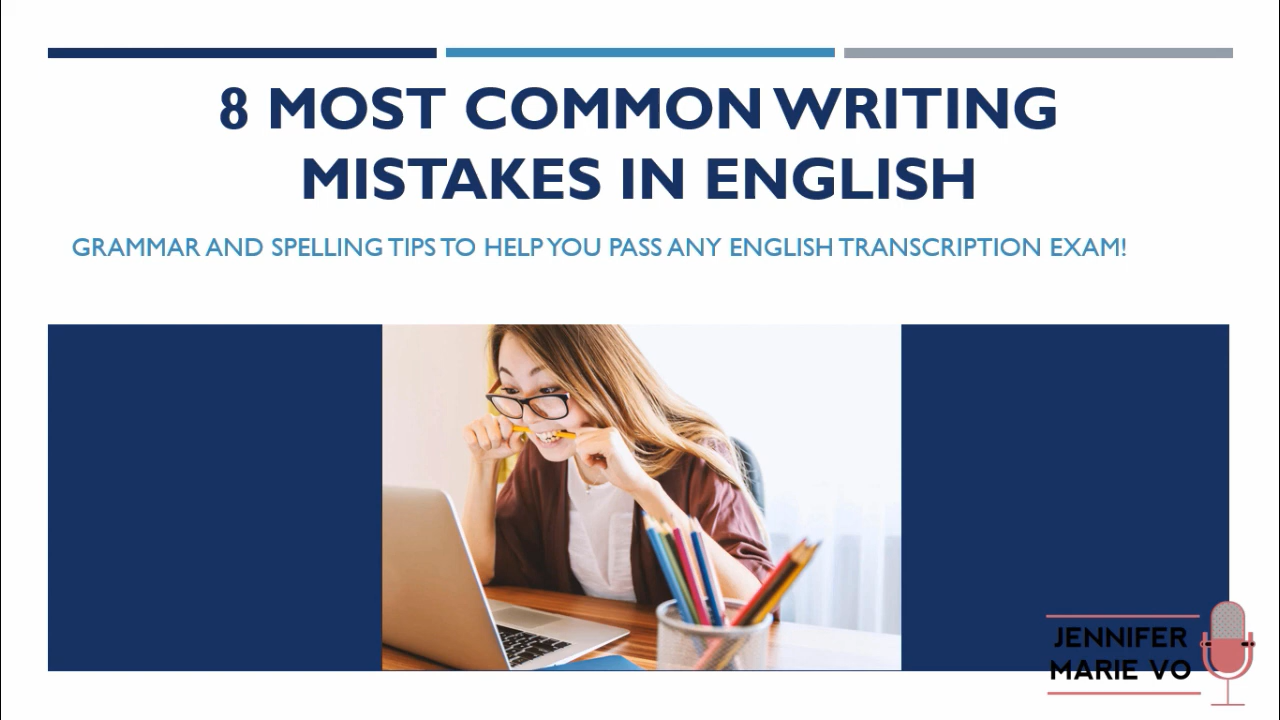 8 MOST COMMON WRITING
MISTAKES IN ENGLISH
GRAMMAR AND SPELLING TIPS TO HELP YOU PASS ANY ENGLISH TRANSCRIPTION EXAM!
JENNIFER
MARIE VO